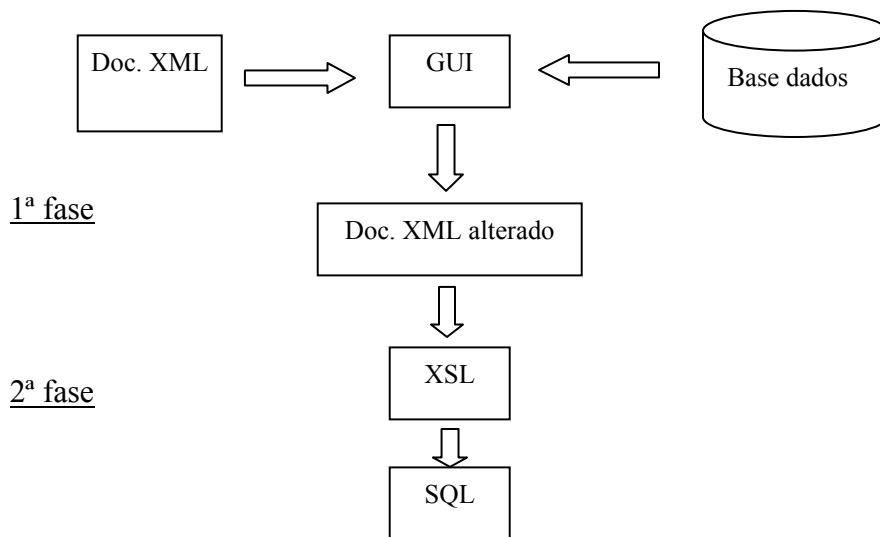 Doc. XML
GUI
Base dados
1ª fase
Doc. XML alterado
XSL
2ª fase
SQL